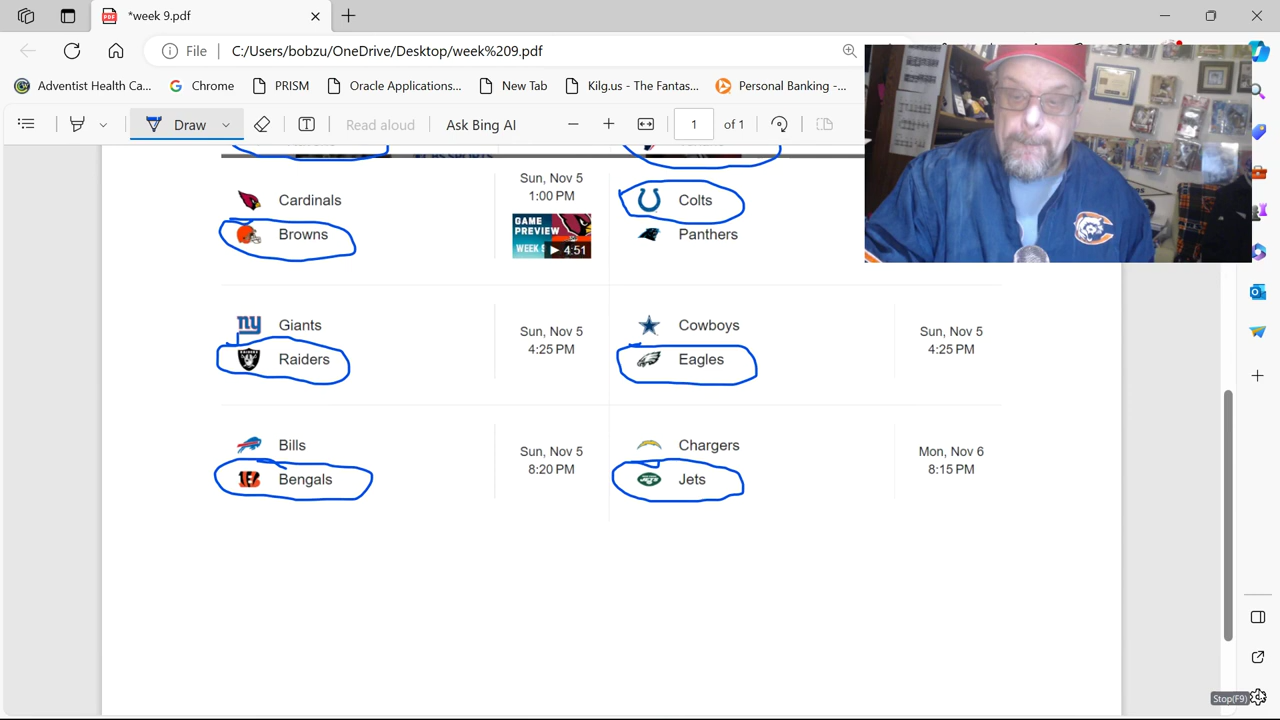 *week 9.pdf
File C:/Users/bobzu/OneDrive/Desktop/week%209.pdf
Adventist Health Ca... Chrome PRISM Oracle Applications... New Tab Kilg.us - The Fantas... Personal Banking -...
Draw Read aloud Ask Bing AI 1 of 1
Cardinals
Browns
Sun, Nov 5
1:00 PM
GAME
PREVIEW
WEEK
4:51
Colts
Panthers
Giants
Raiders
Sun, Nov 5
4:25 PM
Cowboys
Eagles
Sun, Nov 5
4:25 PM
Bills
Bengals
Sun, Nov 5
8:20 PM
Chargers
Jets
Mon, Nov 6
8:15 PM
Stop(F9)